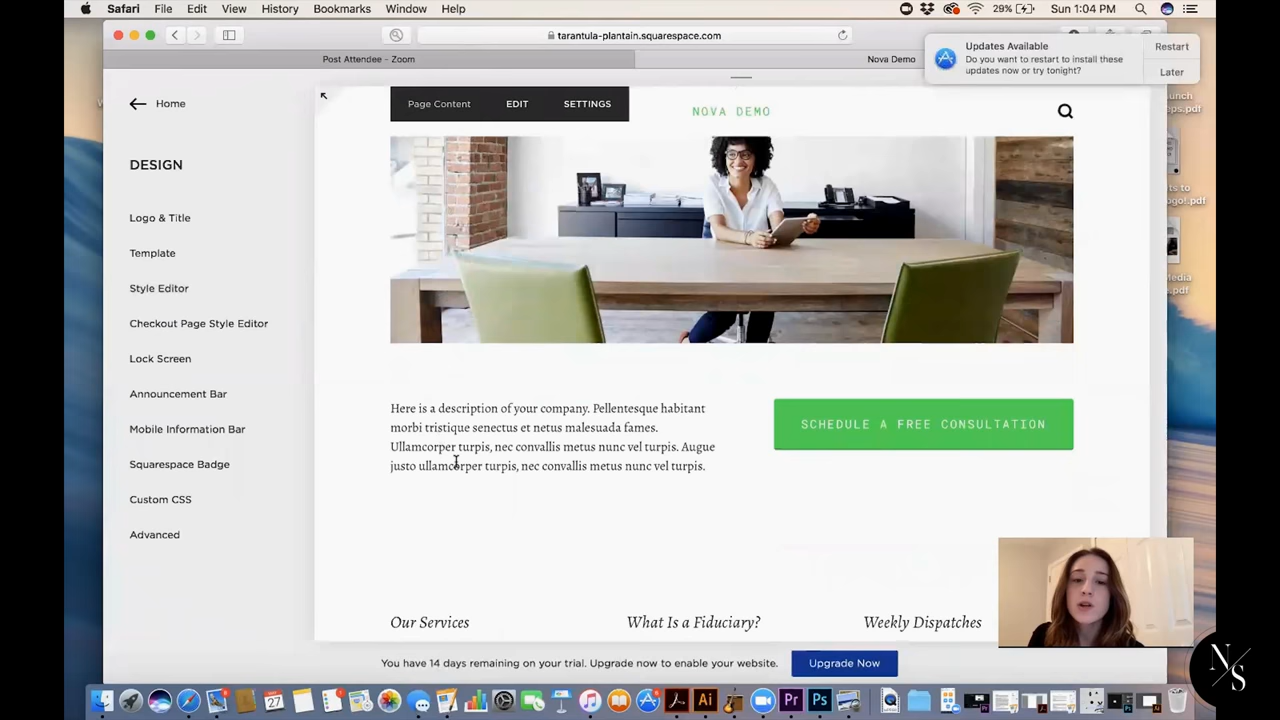 Safari File Edit View History Bookmarks Window Help 28% Sun 1:04 PM
tarantula-plantain.squarespace.com
Post Attendee - Zoom
Nova Demo
Updates Available
Do you want to restart to install these
updates now or try tonight?
Restart
Later
Home
Page Content EDIT SETTINGS
NOVA DEMO
DESIGN
Logo & Title
Template
Style Editor
Checkout Page Style Editor
Lock Screen
Announcement Bar
Mobile Information Bar
Squarespace Badge
Custom CSS
Advanced
Here is a description of your company. Pellentesque habitant
morbi tristique senectus et netus malesuada fames.
Ullamcorper turpis, nec convallis metus nunc vel turpis. Augue
justo ullamcorper turpis, nec convallis metus nunc vel turpis.
SCHEDULE A FREE CONSULTATION
Our Services
What Is a Fiduciary?
Weekly Dispatches
You have 14 days remaining on your trial. Upgrade now to enable your website.
Upgrade Now
27
Ai
Pr
Ps
N/S